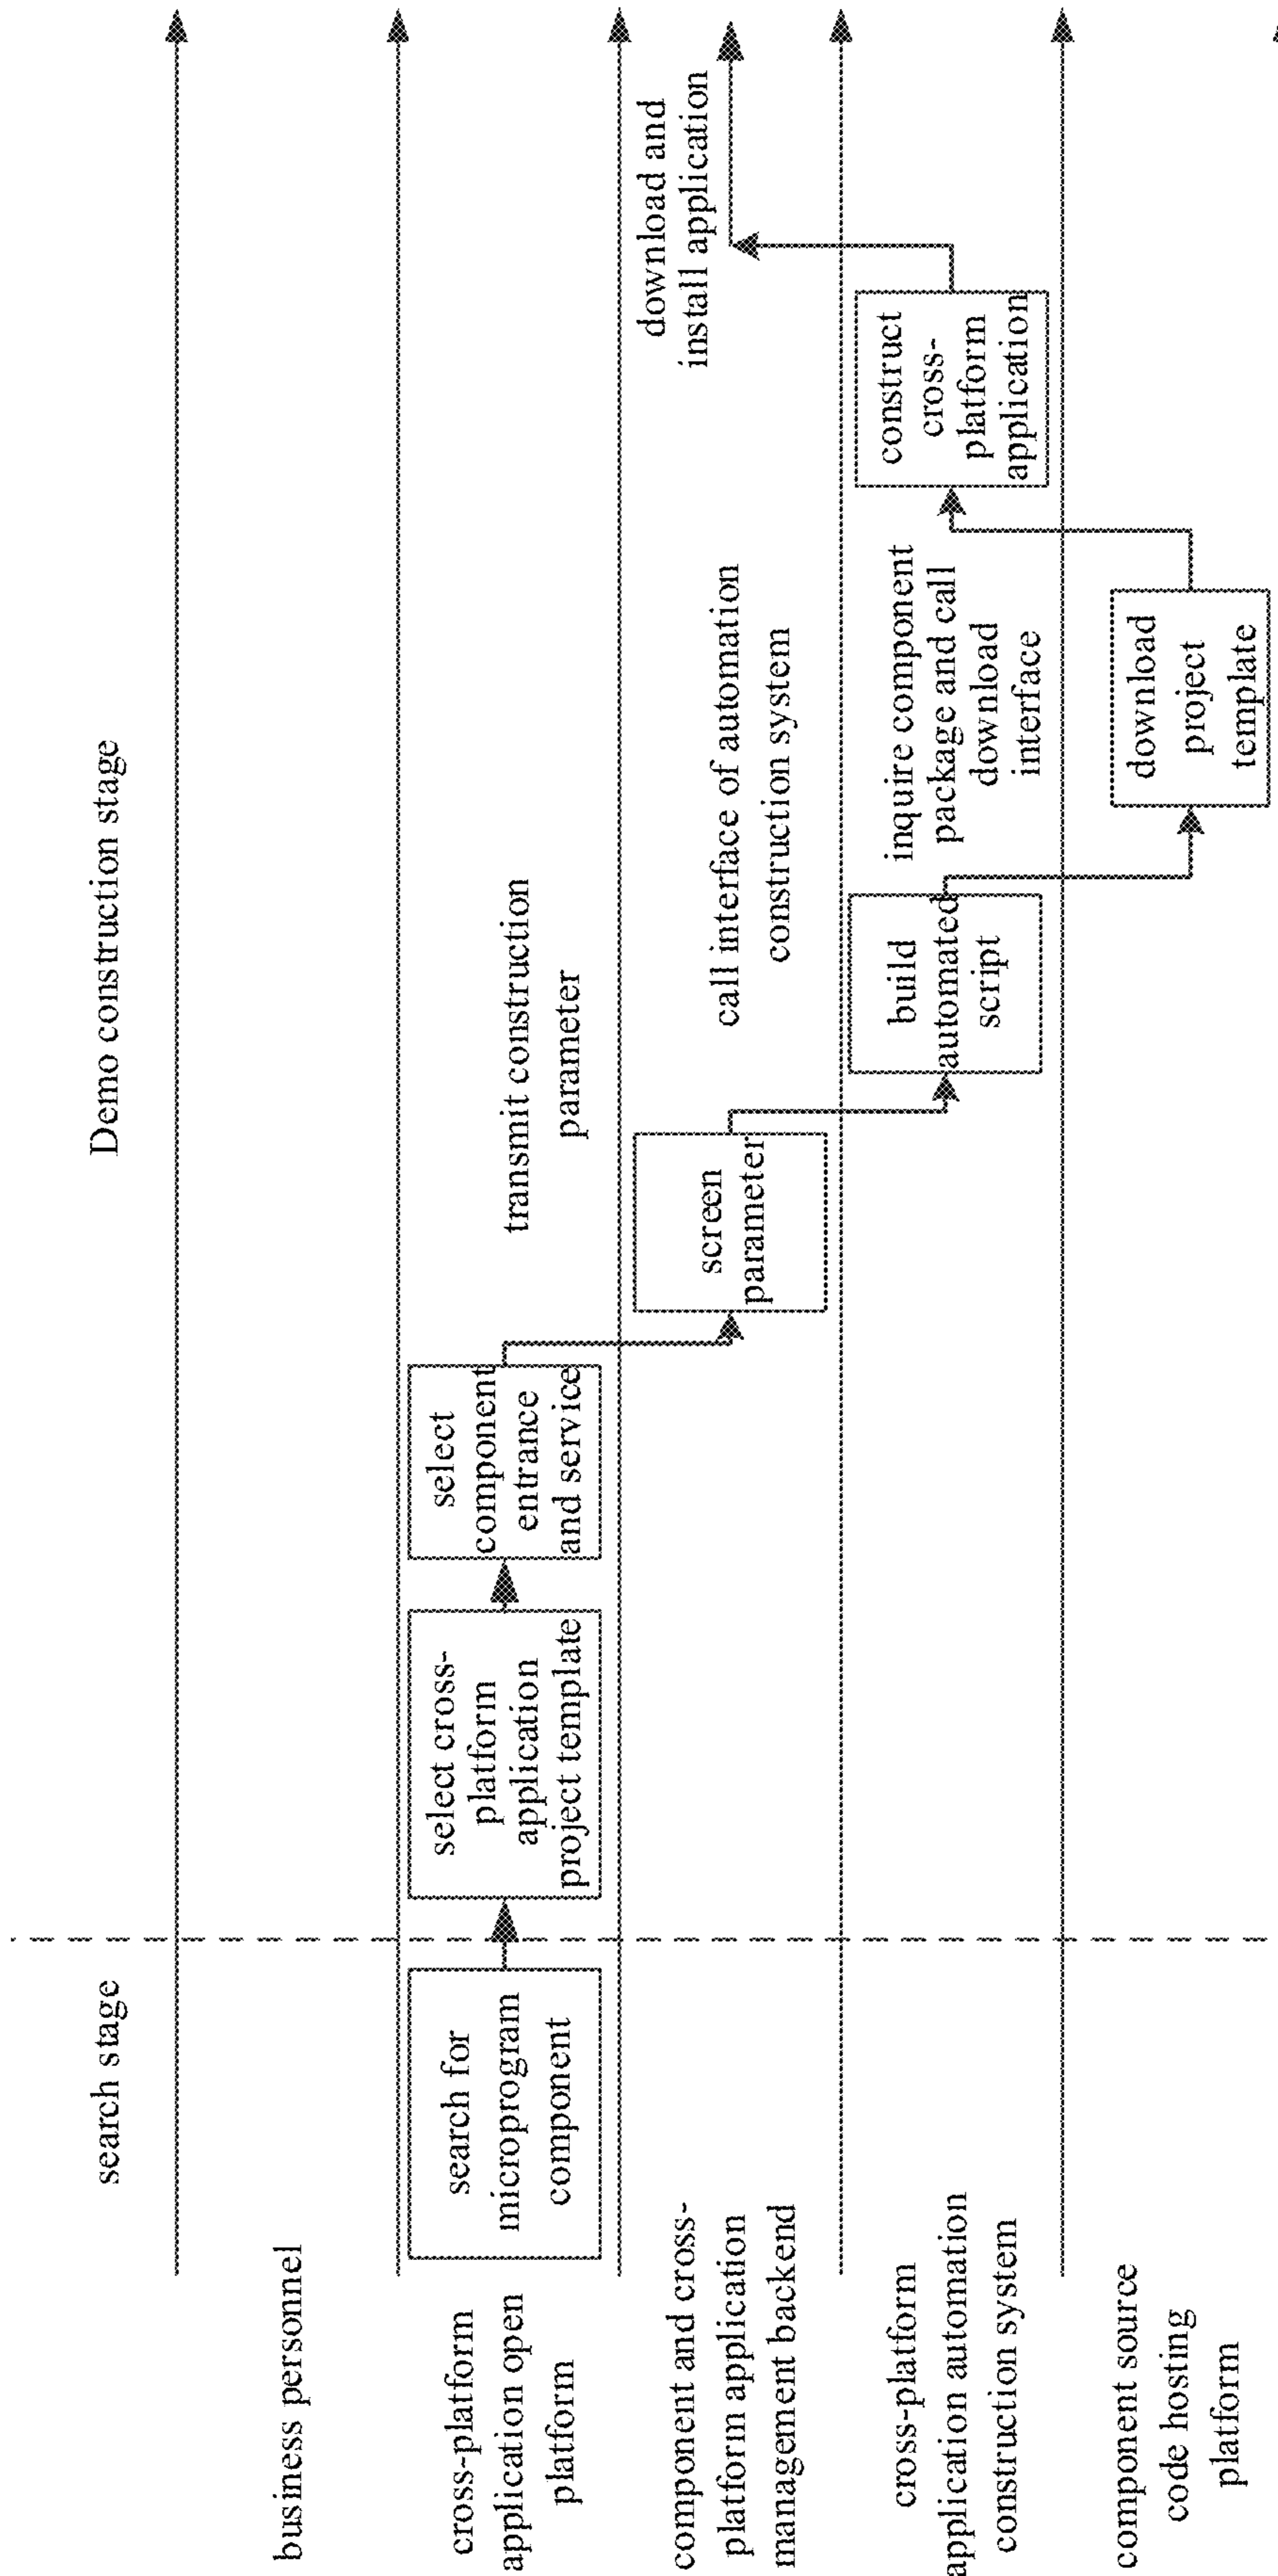 search stage
Demo construction stage
business personnel
cross-platform
application open
platform
search for
microprogram
component
select cross-
platform
application
project template
select
component
entrance
and service
transmit construction
parameter
component and cross-
platform application
management backend
screen
parameter
call interface of automation
construction system
download and
install application
cross-platform
application automation
construction system
build
automated
script
inquire component
package and call
download
interface
construct
cross-
platform
application
component source
code hosting
platform
download
project
template